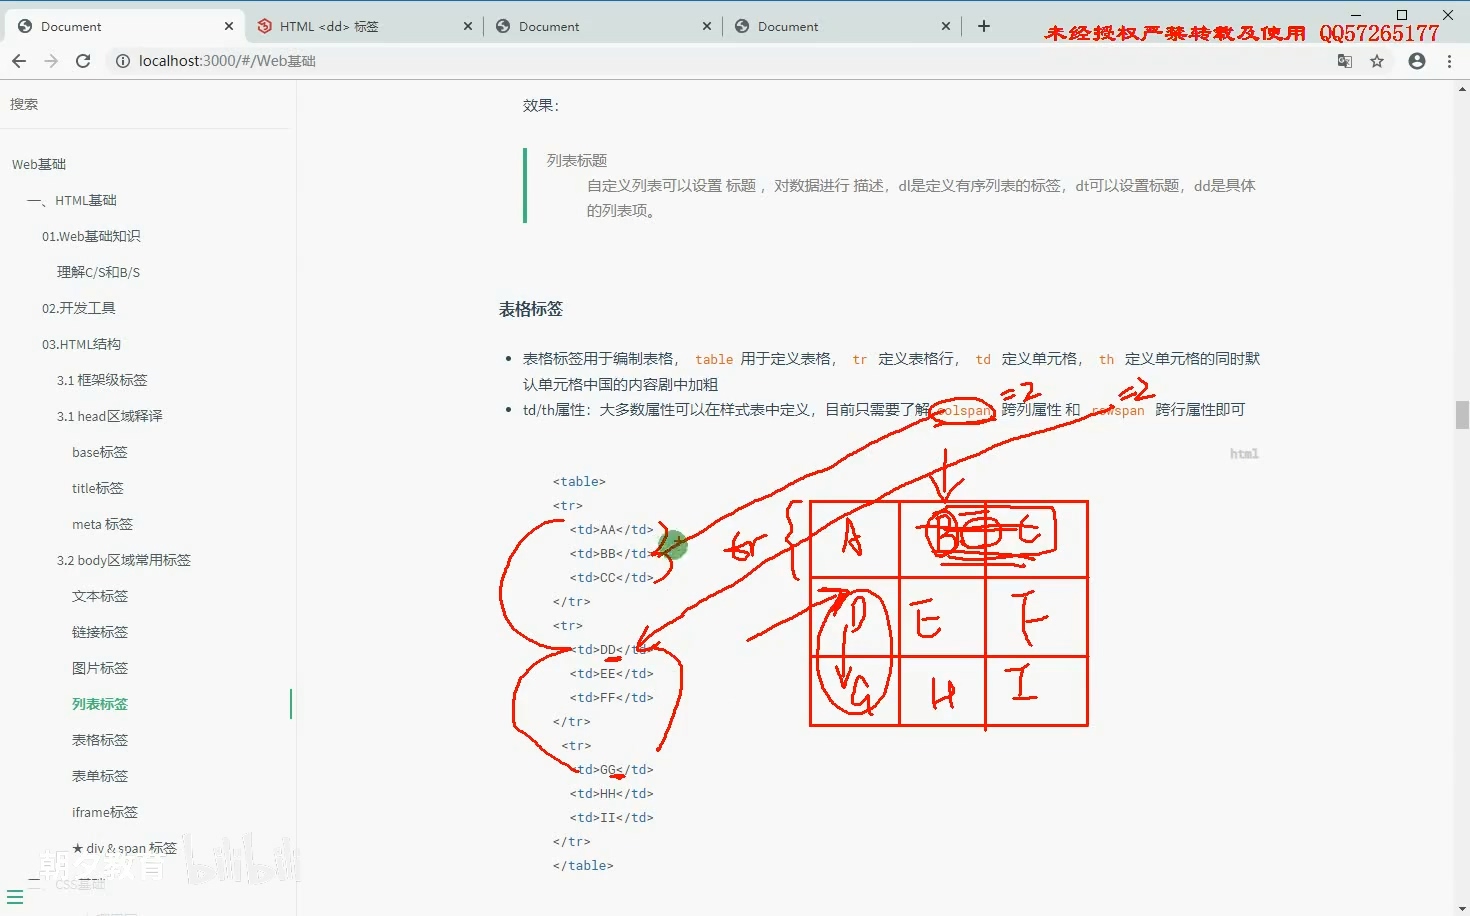 Document
HTML <dd> 标签
Document
Document
未经授权严禁转载及使用 QQ57265177
localhost:3000/#/Web基础
搜索
Web基础
一、HTML基础
01.Web基础知识
理解C/S和B/S
02.开发工具
03.HTML结构
3.1 框架级标签
3.1 head区域释译
base标签
title标签
meta 标签
3.2 body区域常用标签
文本标签
链接标签
图片标签
列表标签
表格标签
表单标签
iframe标签
★ div & span 标签
二、CSS基础
朝夕教育
bilibili
效果：
列表标题
自定义列表可以设置 标题 ，对数据进行 描述，dl是定义有序列表的标签，dt可以设置标题，dd是具体
的列表项。
表格标签
表格标签用于编制表格， table 用于定义表格， tr 定义表格行， td 定义单元格， th 定义单元格的同时默
认单元格中国的内容剧中加粗
td/th属性：大多数属性可以在样式表中定义，目前只需要了解 colspan 跨列属性 和 rowspan 跨行属性即可
=2
=2
html
<table>
<tr>
<td>AA</td>
<td>BB</td>
<td>CC</td>
</tr>
<tr>
<td>DD</td>
<td>EE</td>
<td>FF</td>
</tr>
<tr>
<td>GG</td>
<td>HH</td>
<td>II</td>
</tr>
</table>
tr
A B C
D E F
G H I